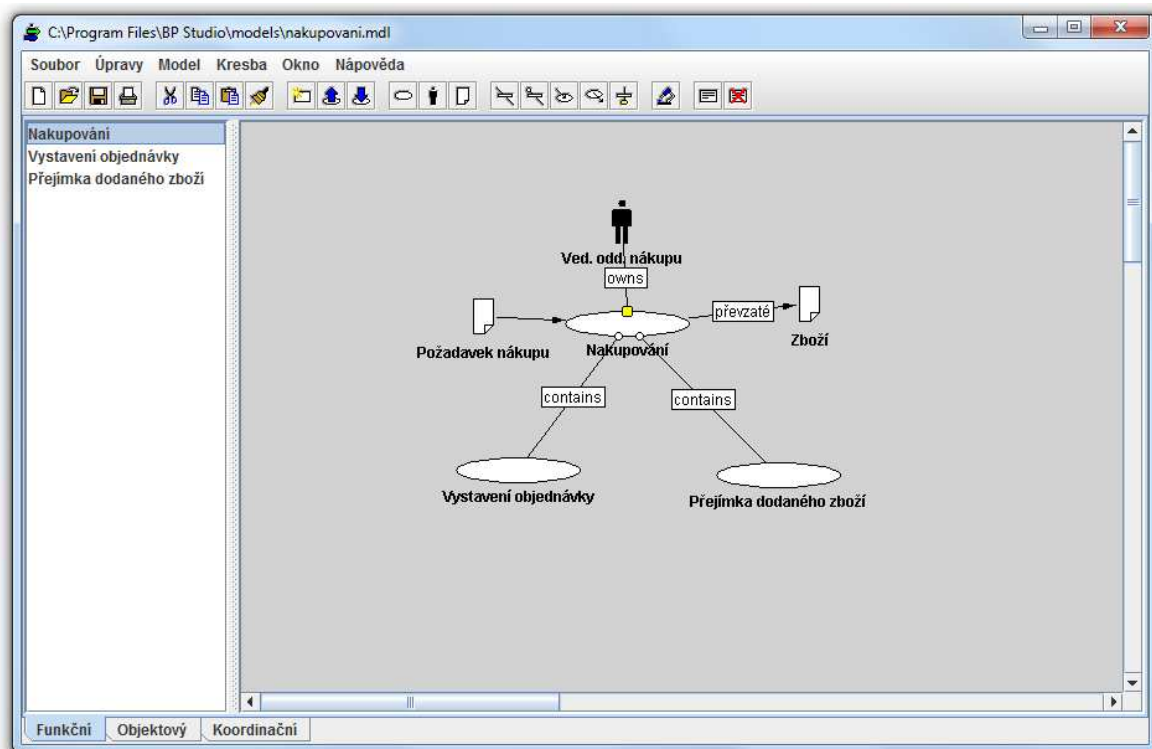 C:\Program Files\BP Studio\models\nakupovani.mdl
Soubor Úpravy Model Kresba Okno Nápověda
Nakupování
Vystavení objednávky
Přejímka dodaného zboží
Ved. odd. nákupu
owns
převzaté
Požadavek nákupu
Nakupování
Zboží
contains
contains
Vystavení objednávky
Přejímka dodaného zboží
Funkční Objektový Koordinační